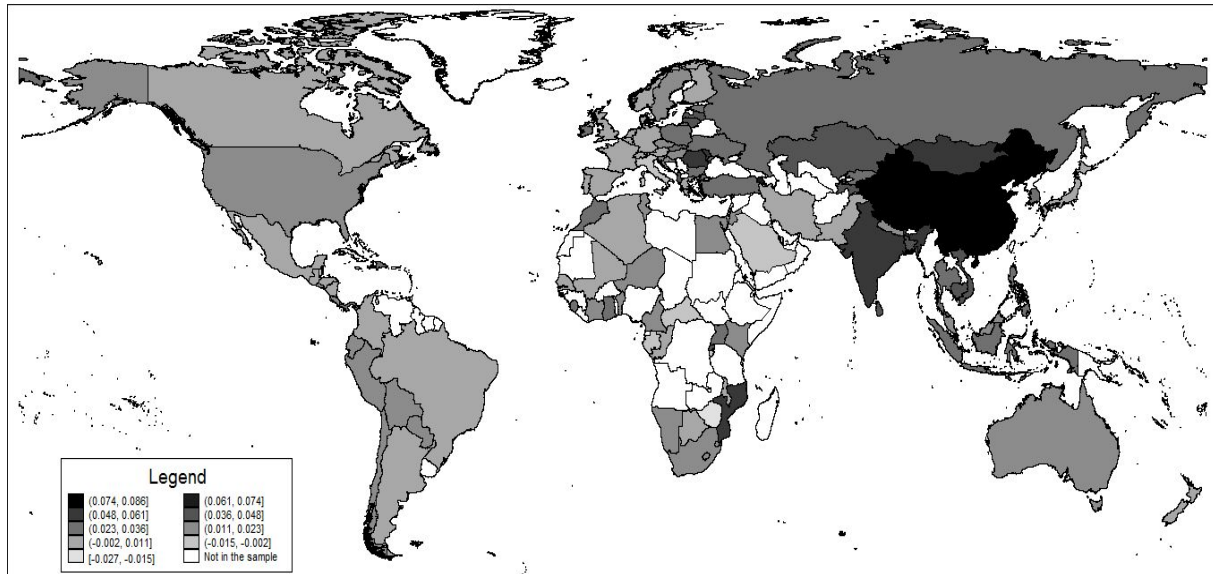 Legend
(0.074, 0.086] (0.061, 0.074]
(0.048, 0.061] (0.036, 0.048]
(0.023, 0.036] (0.011, 0.023]
(-0.002, 0.011] (-0.015, -0.002]
[-0.027, -0.015] Not in the sample